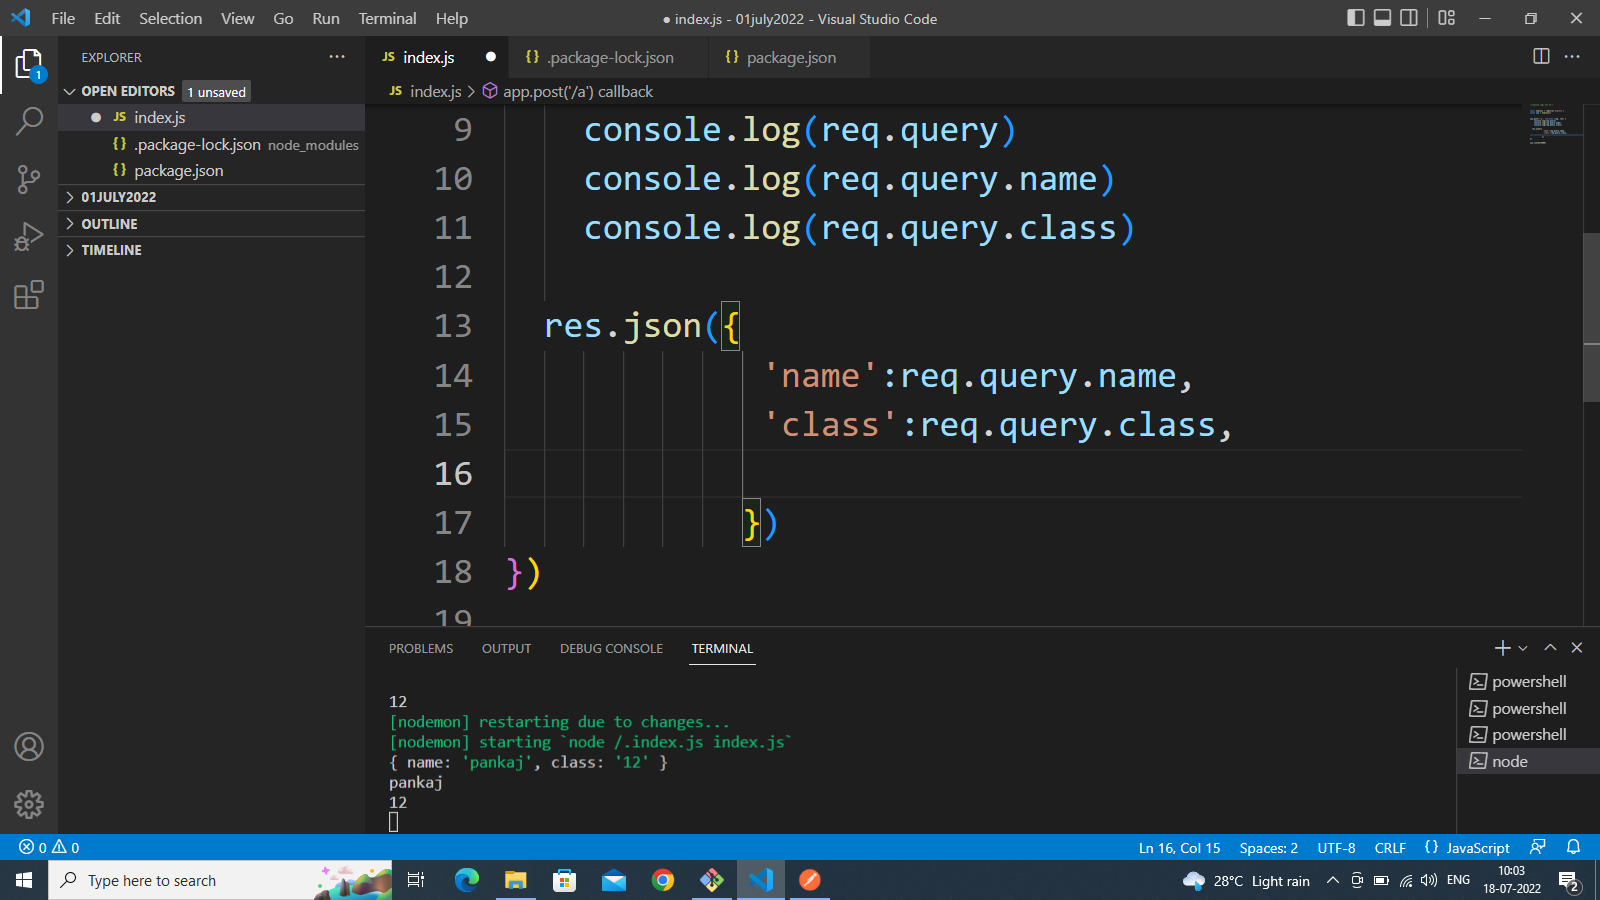 File Edit Selection View Go Run Terminal Help
● index.js - 01july2022 - Visual Studio Code
EXPLORER
JS index.js ●
{} .package-lock.json
{} package.json
JS index.js > app.post('/a') callback
1
OPEN EDITORS 1 unsaved
● JS index.js
{} .package-lock.json node_modules
{} package.json
01JULY2022
OUTLINE
TIMELINE
9 console.log(req.query)
10 console.log(req.query.name)
11 console.log(req.query.class)
12
13 res.json({
14 'name':req.query.name,
15 'class':req.query.class,
16
17 })
18 })
19
PROBLEMS OUTPUT DEBUG CONSOLE TERMINAL
12
[nodemon] restarting due to changes...
[nodemon] starting `node /.index.js index.js`
{ name: 'pankaj', class: '12' }
pankaj
12
powershell
powershell
powershell
node
0 0
Ln 16, Col 15 Spaces: 2 UTF-8 CRLF {} JavaScript
Type here to search
28°C Light rain
ENG
10:03
18-07-2022
2